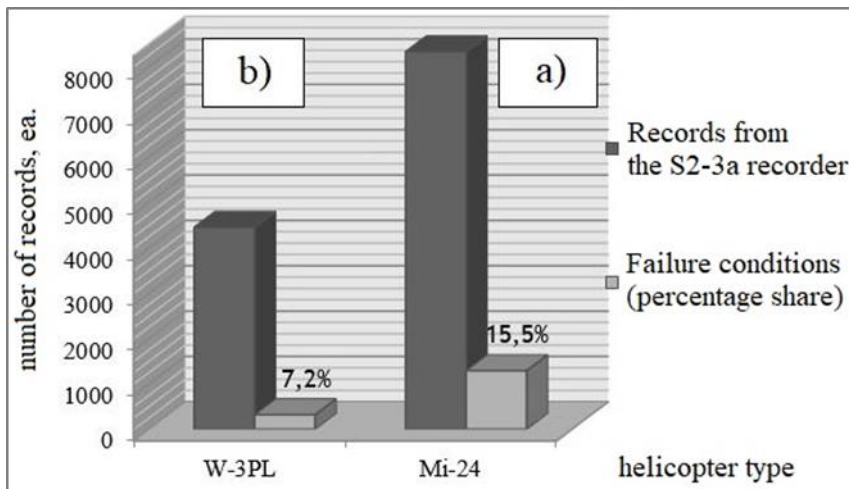 number of records, ea.
8000
7000
6000
5000
4000
3000
2000
1000
0
b)
a)
7,2%
15,5%
W-3PL
Mi-24
helicopter type
Records from
the S2-3a recorder
Failure conditions
(percentage share)